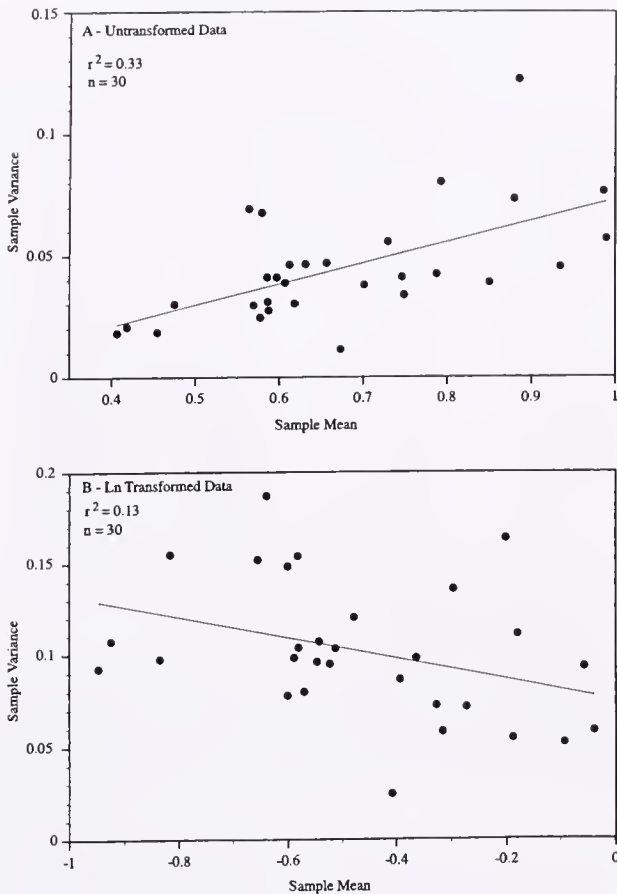 0.15
A - Untransformed Data
r² = 0.33
n = 30
0.1
Sample Variance
0.05
0
0.4 0.5 0.6 0.7 0.8 0.9 1
Sample Mean
0.2
B - Ln Transformed Data
r² = 0.13
n = 30
0.15
Sample Variance
0.1
0.05
0
-1 -0.8 -0.6 -0.4 -0.2 0
Sample Mean